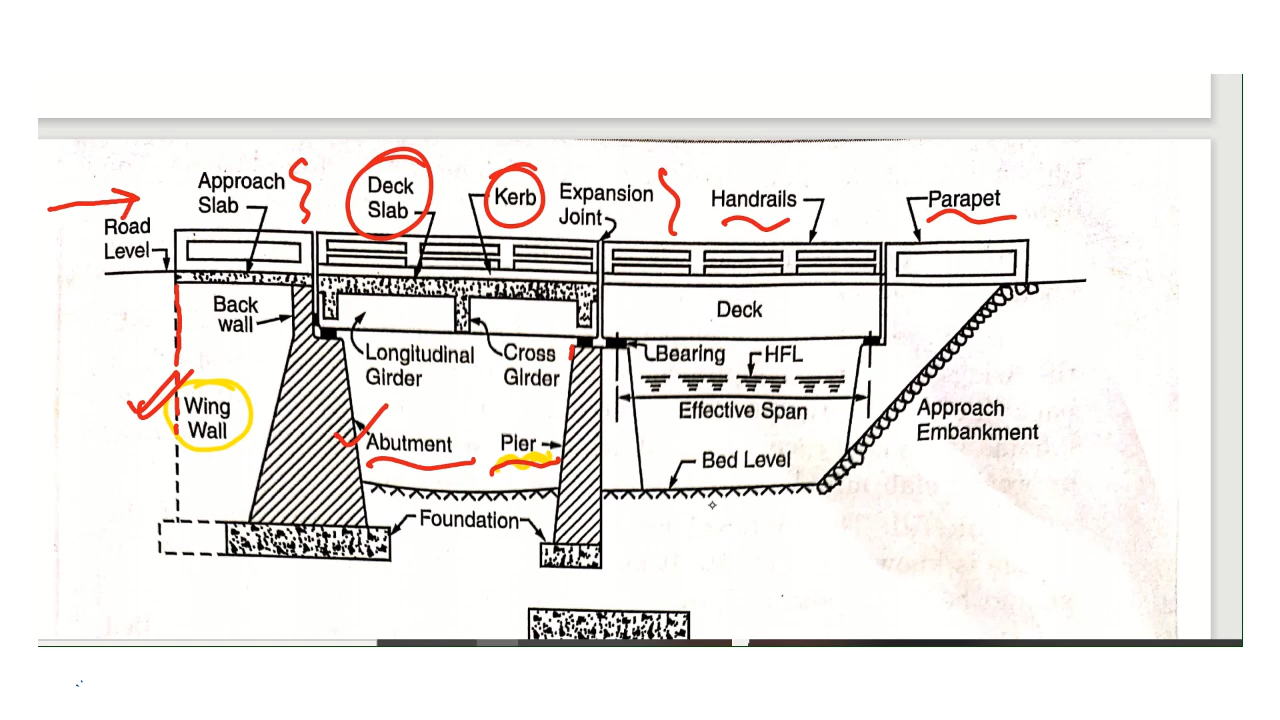 Approach
Slab
Deck
Slab
Kerb
Expansion
Joint
Handrails
Parapet
Road
Level
Back
wall
Deck
Longitudinal
Girder
Cross
Girder
Bearing
HFL
Effective Span
Wing
Wall
Abutment
Pier
Approach
Embankment
Bed Level
Foundation